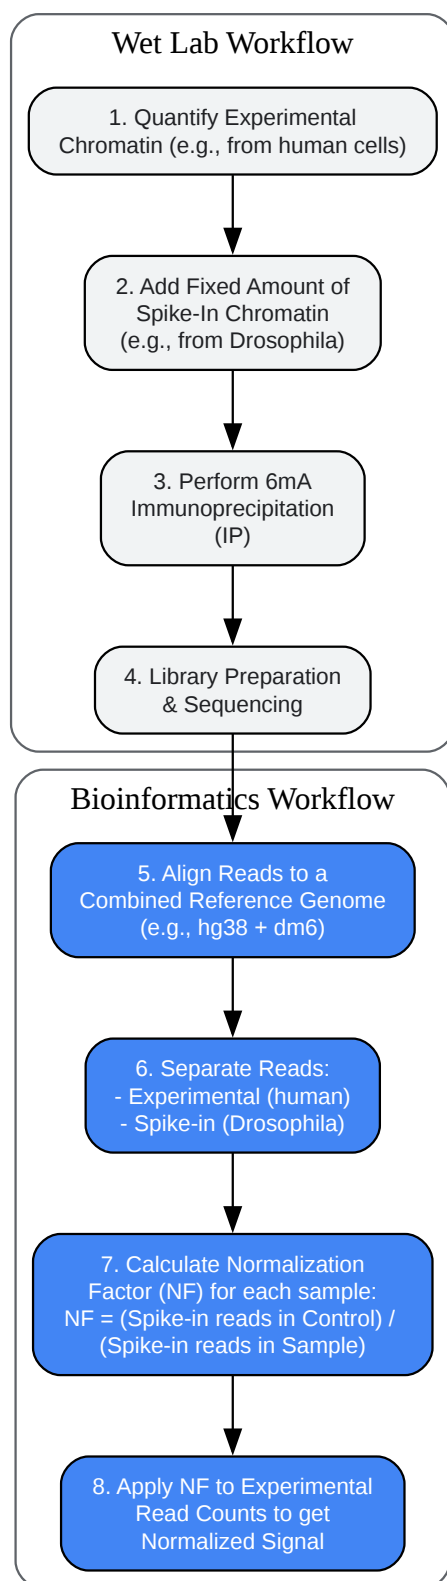 Wet Lab Workflow
1. Quantify Experimental
Chromatin (e.g., from human cells)
2. Add Fixed Amount of
Spike-In Chromatin
(e.g., from Drosophila)
3. Perform 6mA
Immunoprecipitation
(IP)
4. Library Preparation
& Sequencing
Bioinformatics Workflow
5. Align Reads to a
Combined Reference Genome
(e.g., hg38 + dm6)
6. Separate Reads:
- Experimental (human)
- Spike-in (Drosophila)
7. Calculate Normalization
Factor (NF) for each sample:
NF = (Spike-in reads in Control) /
(Spike-in reads in Sample)
8. Apply NF to Experimental
Read Counts to get
Normalized Signal